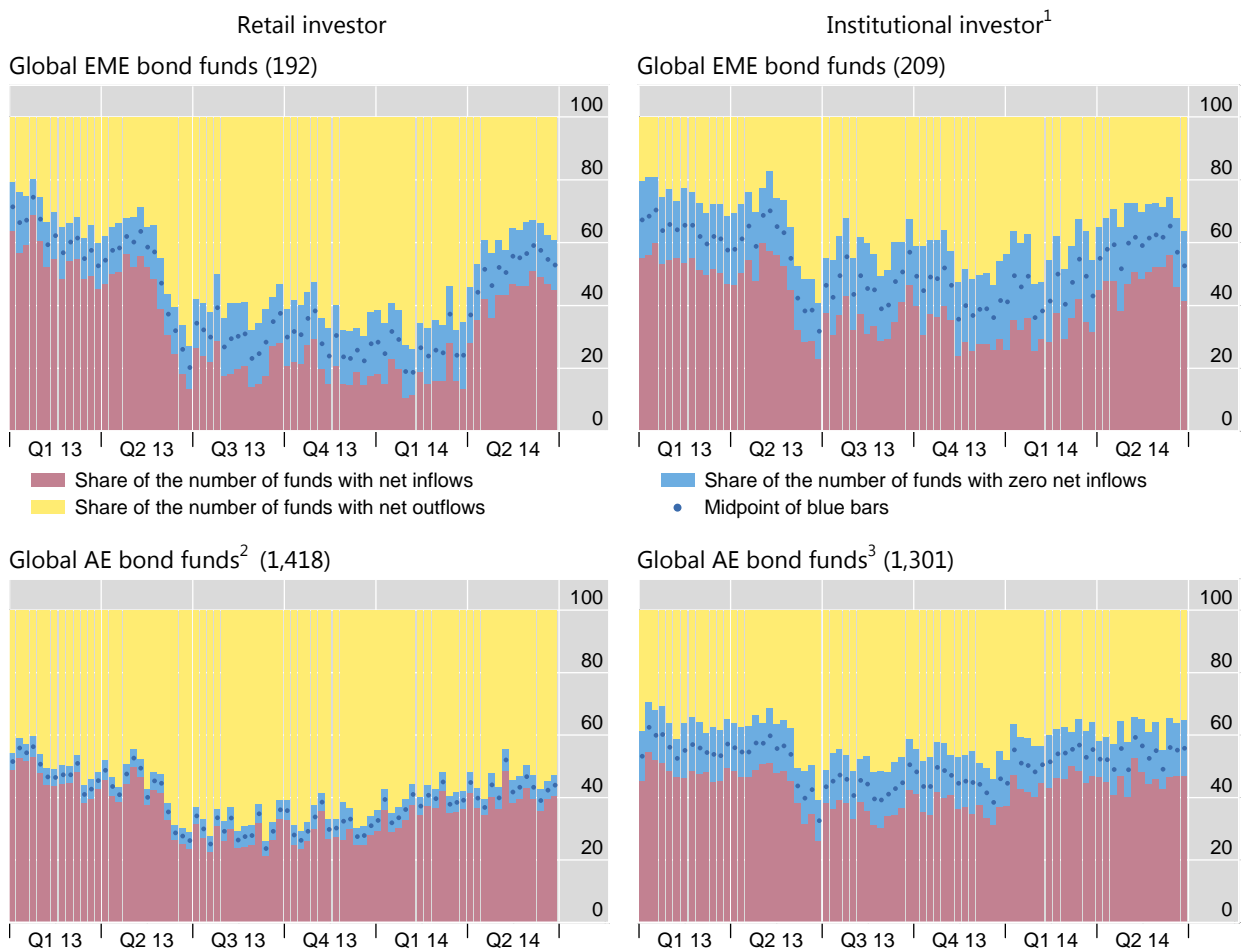 Retail investor
Institutional investor¹
Global EME bond funds (192)
Global EME bond funds (209)
100
80
60
40
20
0
Q1 13 Q2 13 Q3 13 Q4 13 Q1 14 Q2 14
100
80
60
40
20
0
Q1 13 Q2 13 Q3 13 Q4 13 Q1 14 Q2 14
Share of the number of funds with net inflows
Share of the number of funds with net outflows
Share of the number of funds with zero net inflows
Midpoint of blue bars
Global AE bond funds² (1,418)
Global AE bond funds³ (1,301)
100
80
60
40
20
0
Q1 13 Q2 13 Q3 13 Q4 13 Q1 14 Q2 14
100
80
60
40
20
0
Q1 13 Q2 13 Q3 13 Q4 13 Q1 14 Q2 14